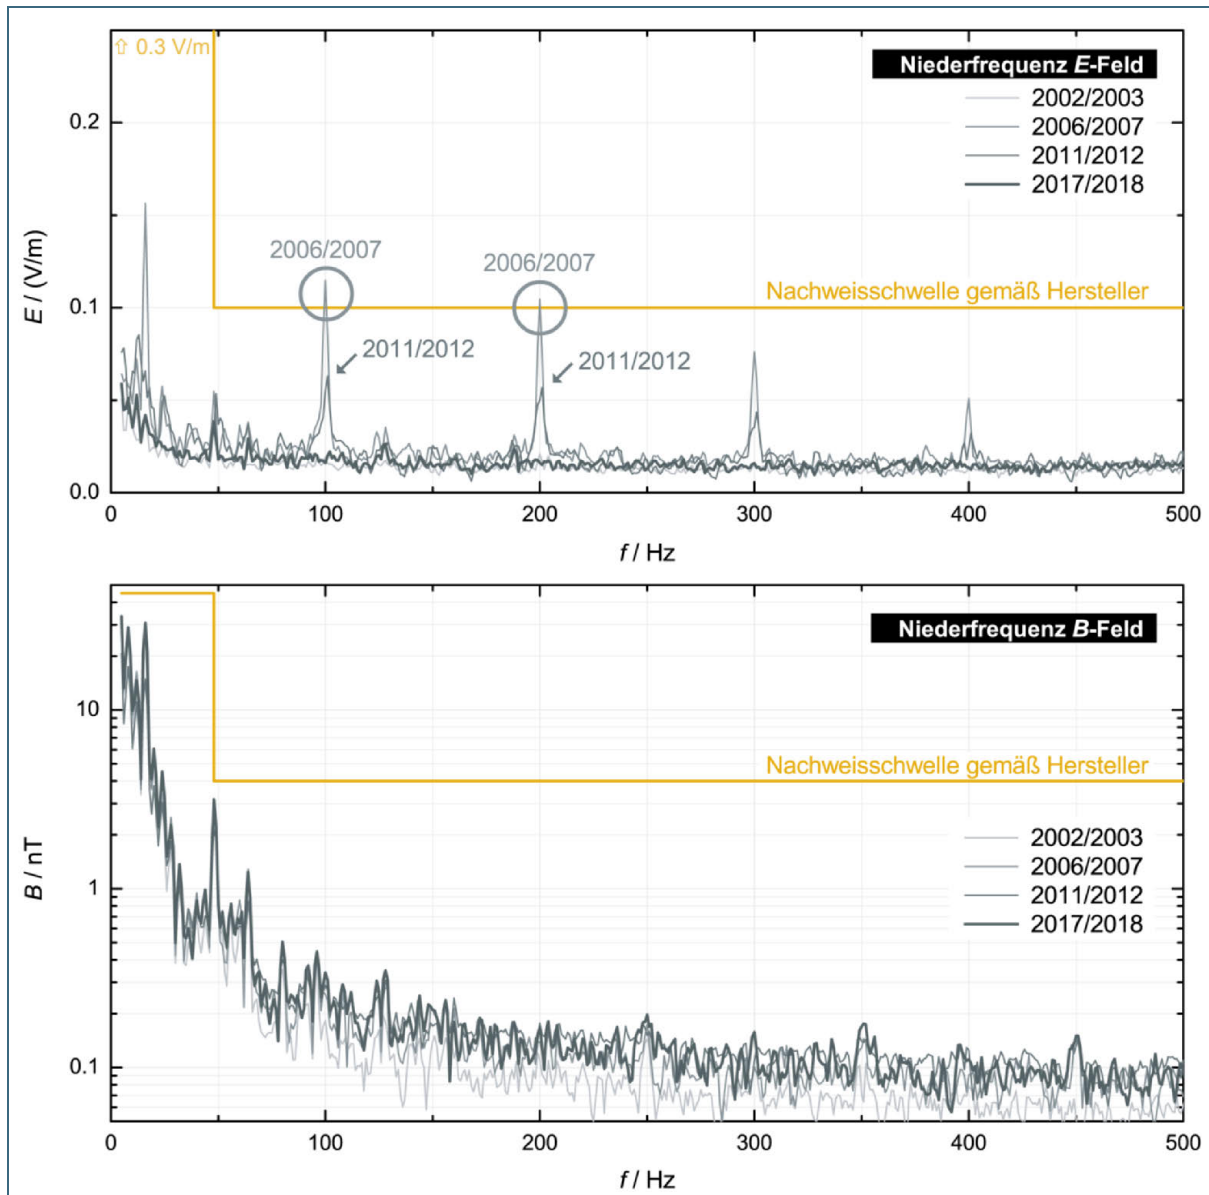 ⇧ 0.3 V/m
Niederfrequenz E-Feld
2002/2003
2006/2007
2011/2012
2017/2018
0.2
2006/2007
2006/2007
Nachweisschwelle gemäß Hersteller
0.1
2011/2012
2011/2012
0.0
E / (V/m)
0 100 200 300 400 500
f / Hz
Niederfrequenz B-Feld
10
Nachweisschwelle gemäß Hersteller
2002/2003
2006/2007
2011/2012
2017/2018
1
0.1
B / nT
0 100 200 300 400 500
f / Hz